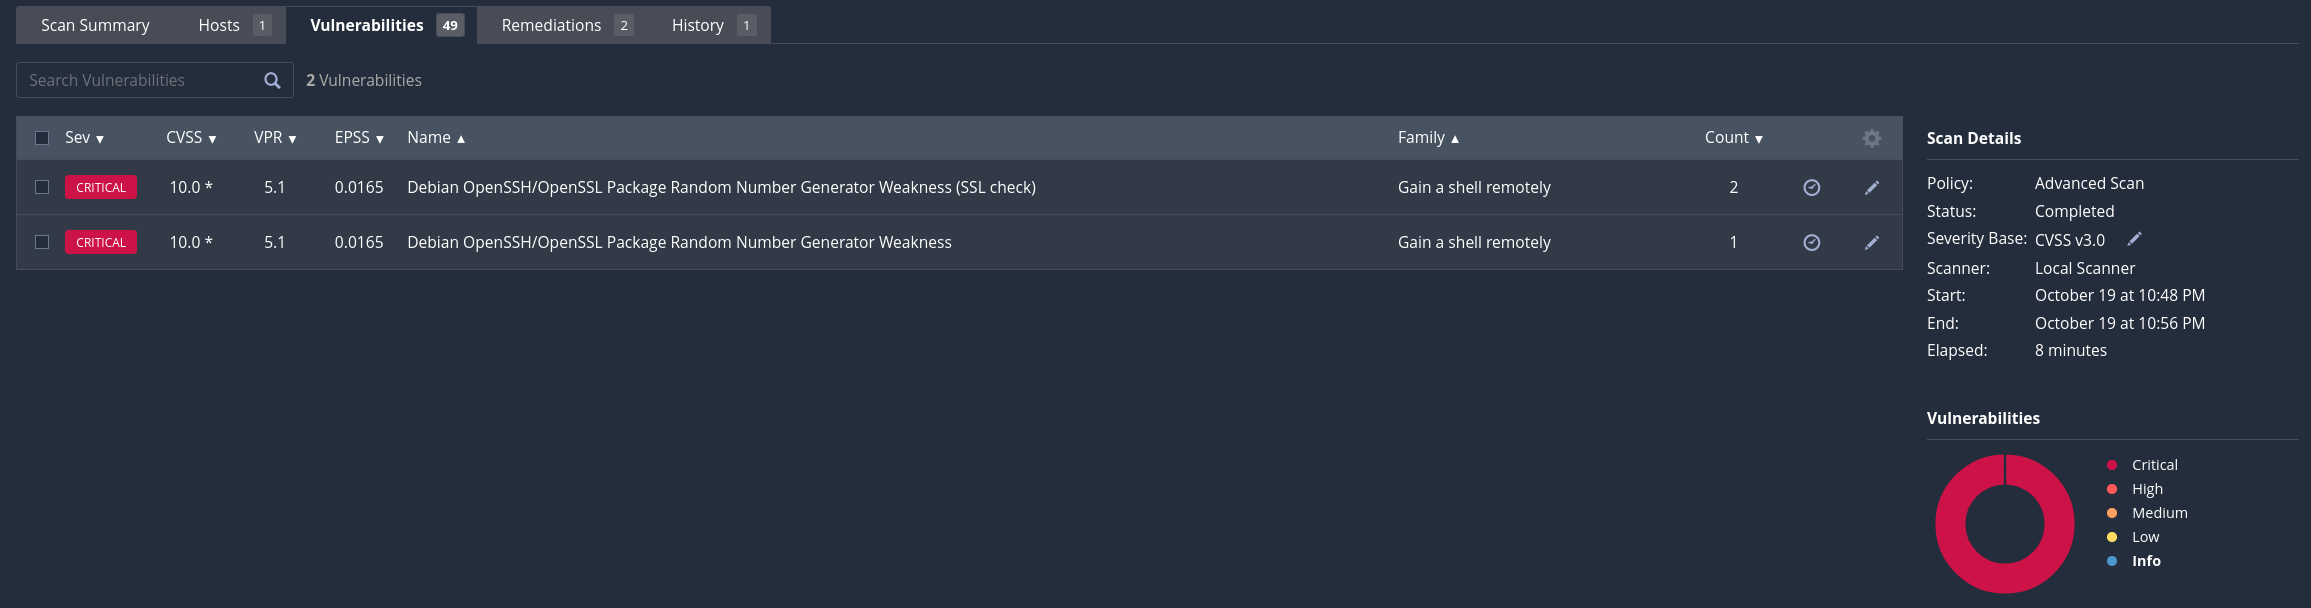 Scan Summary Hosts 1 Vulnerabilities 49 Remediations 2 History 1
Search Vulnerabilities 2 Vulnerabilities
Sev ▼ CVSS ▼ VPR ▼ EPSS ▼ Name ▲ Family ▲ Count ▼
CRITICAL 10.0 * 5.1 0.0165 Debian OpenSSH/OpenSSL Package Random Number Generator Weakness (SSL check) Gain a shell remotely 2
CRITICAL 10.0 * 5.1 0.0165 Debian OpenSSH/OpenSSL Package Random Number Generator Weakness Gain a shell remotely 1
Scan Details
Policy: Advanced Scan
Status: Completed
Severity Base: CVSS v3.0
Scanner: Local Scanner
Start: October 19 at 10:48 PM
End: October 19 at 10:56 PM
Elapsed: 8 minutes
Vulnerabilities
Critical
High
Medium
Low
Info